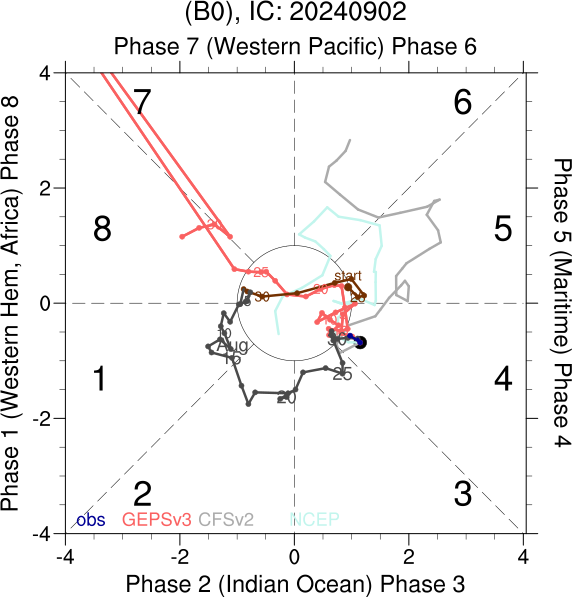 (B0), IC: 20240902
Phase 7 (Western Pacific) Phase 6
4
7
6
2
8
5
start
25
20
30
25
0
10
Aug
15
1
4
25
-2
20
2
3
obs GEPSv3 CFSv2 NCEP
-4
-4 -2 0 2 4
Phase 2 (Indian Ocean) Phase 3
Phase 1 (Western Hem, Africa) Phase 8
Phase 5 (Maritime) Phase 4